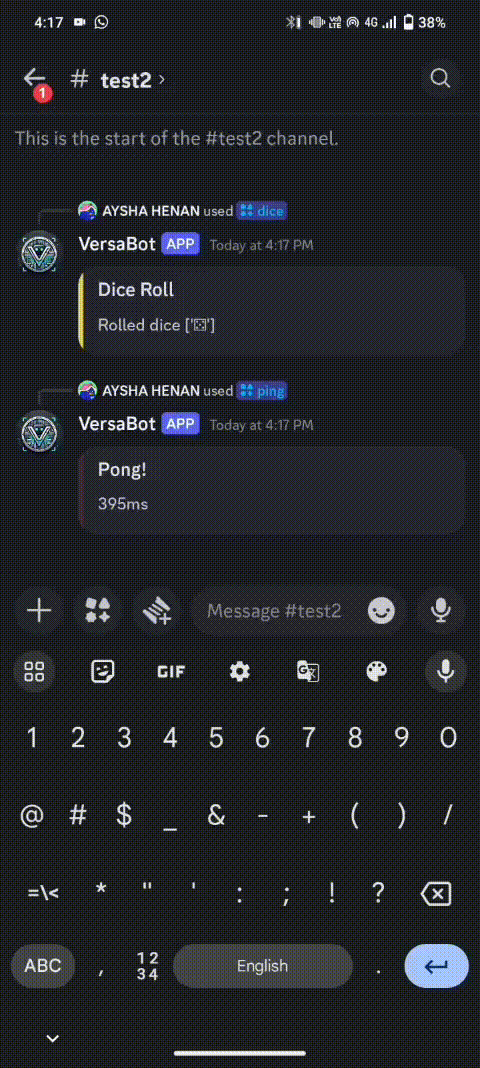 4:17 Vo) LTE 4G 38%
1
# test2 ›
This is the start of the #test2 channel.
AYSHA HENAN used dice
VersaBot APP Today at 4:17 PM
Dice Roll
Rolled dice ['⚄']
AYSHA HENAN used ping
VersaBot APP Today at 4:17 PM
Pong!
395ms
Message #test2
GIF
1 2 3 4 5 6 7 8 9 0
@ # $ _ & - + ( ) /
=\< * " ' : ; ! ?
ABC , 12 34 English .